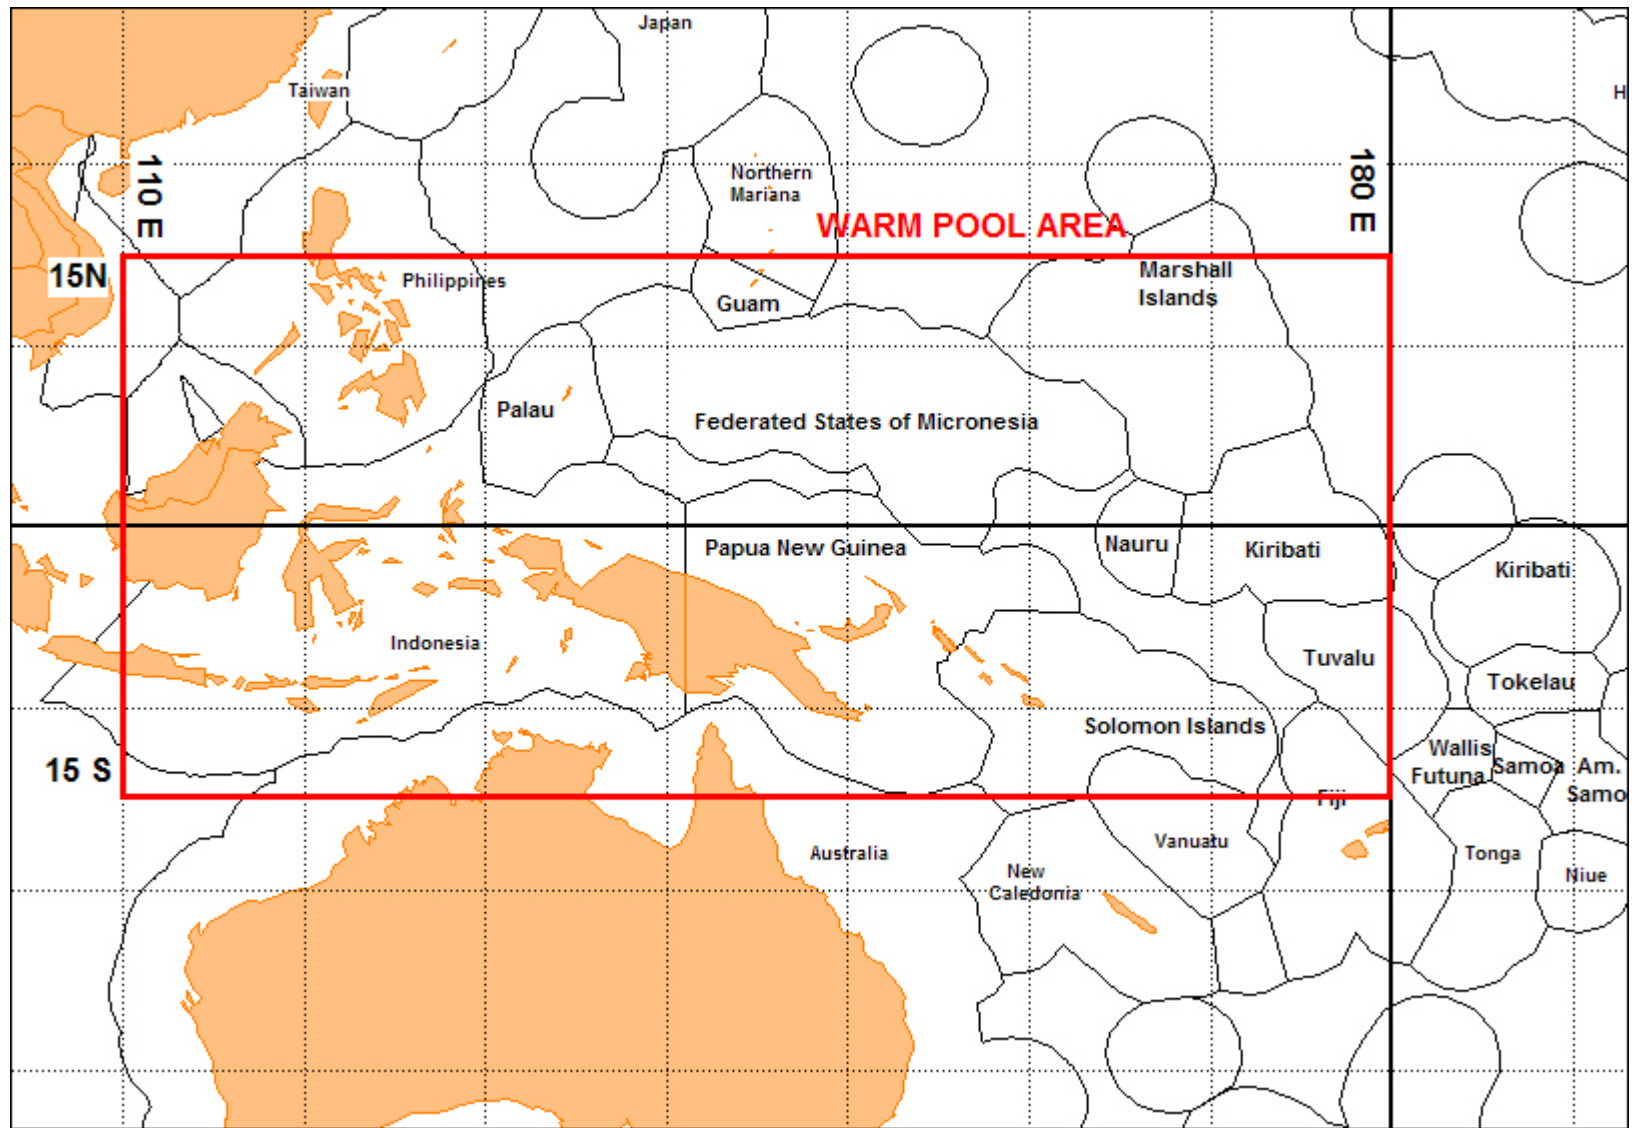 Japan
Taiwan
H
110 E
180 E
Northern
Mariana
WARM POOL AREA
15N
Philippines
Marshall
Islands
Guam
Palau
Federated States of Micronesia
Papua New Guinea
Nauru
Kiribati
Kiribati
Indonesia
Tuvalu
Tokelau
Solomon Islands
Wallis
Futuna
Samoa
Am.
Samo
15 S
Fiji
Vanuatu
Australia
Tonga
New
Caledonia
Niue